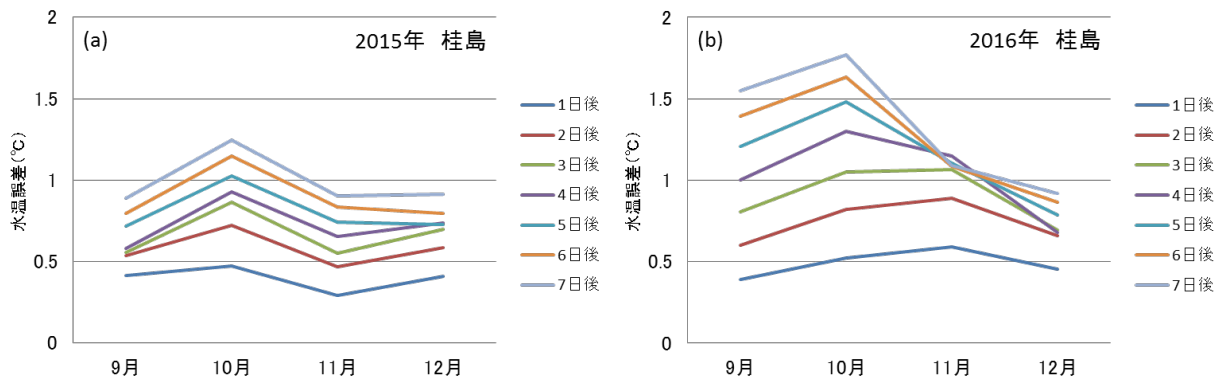 (a)
2015年 桂島
水温誤差(℃)
2
1.5
1
0.5
0
9月
10月
11月
12月
1日後
2日後
3日後
4日後
5日後
6日後
7日後
(b)
2016年 桂島
水温誤差(℃)
2
1.5
1
0.5
0
9月
10月
11月
12月
1日後
2日後
3日後
4日後
5日後
6日後
7日後